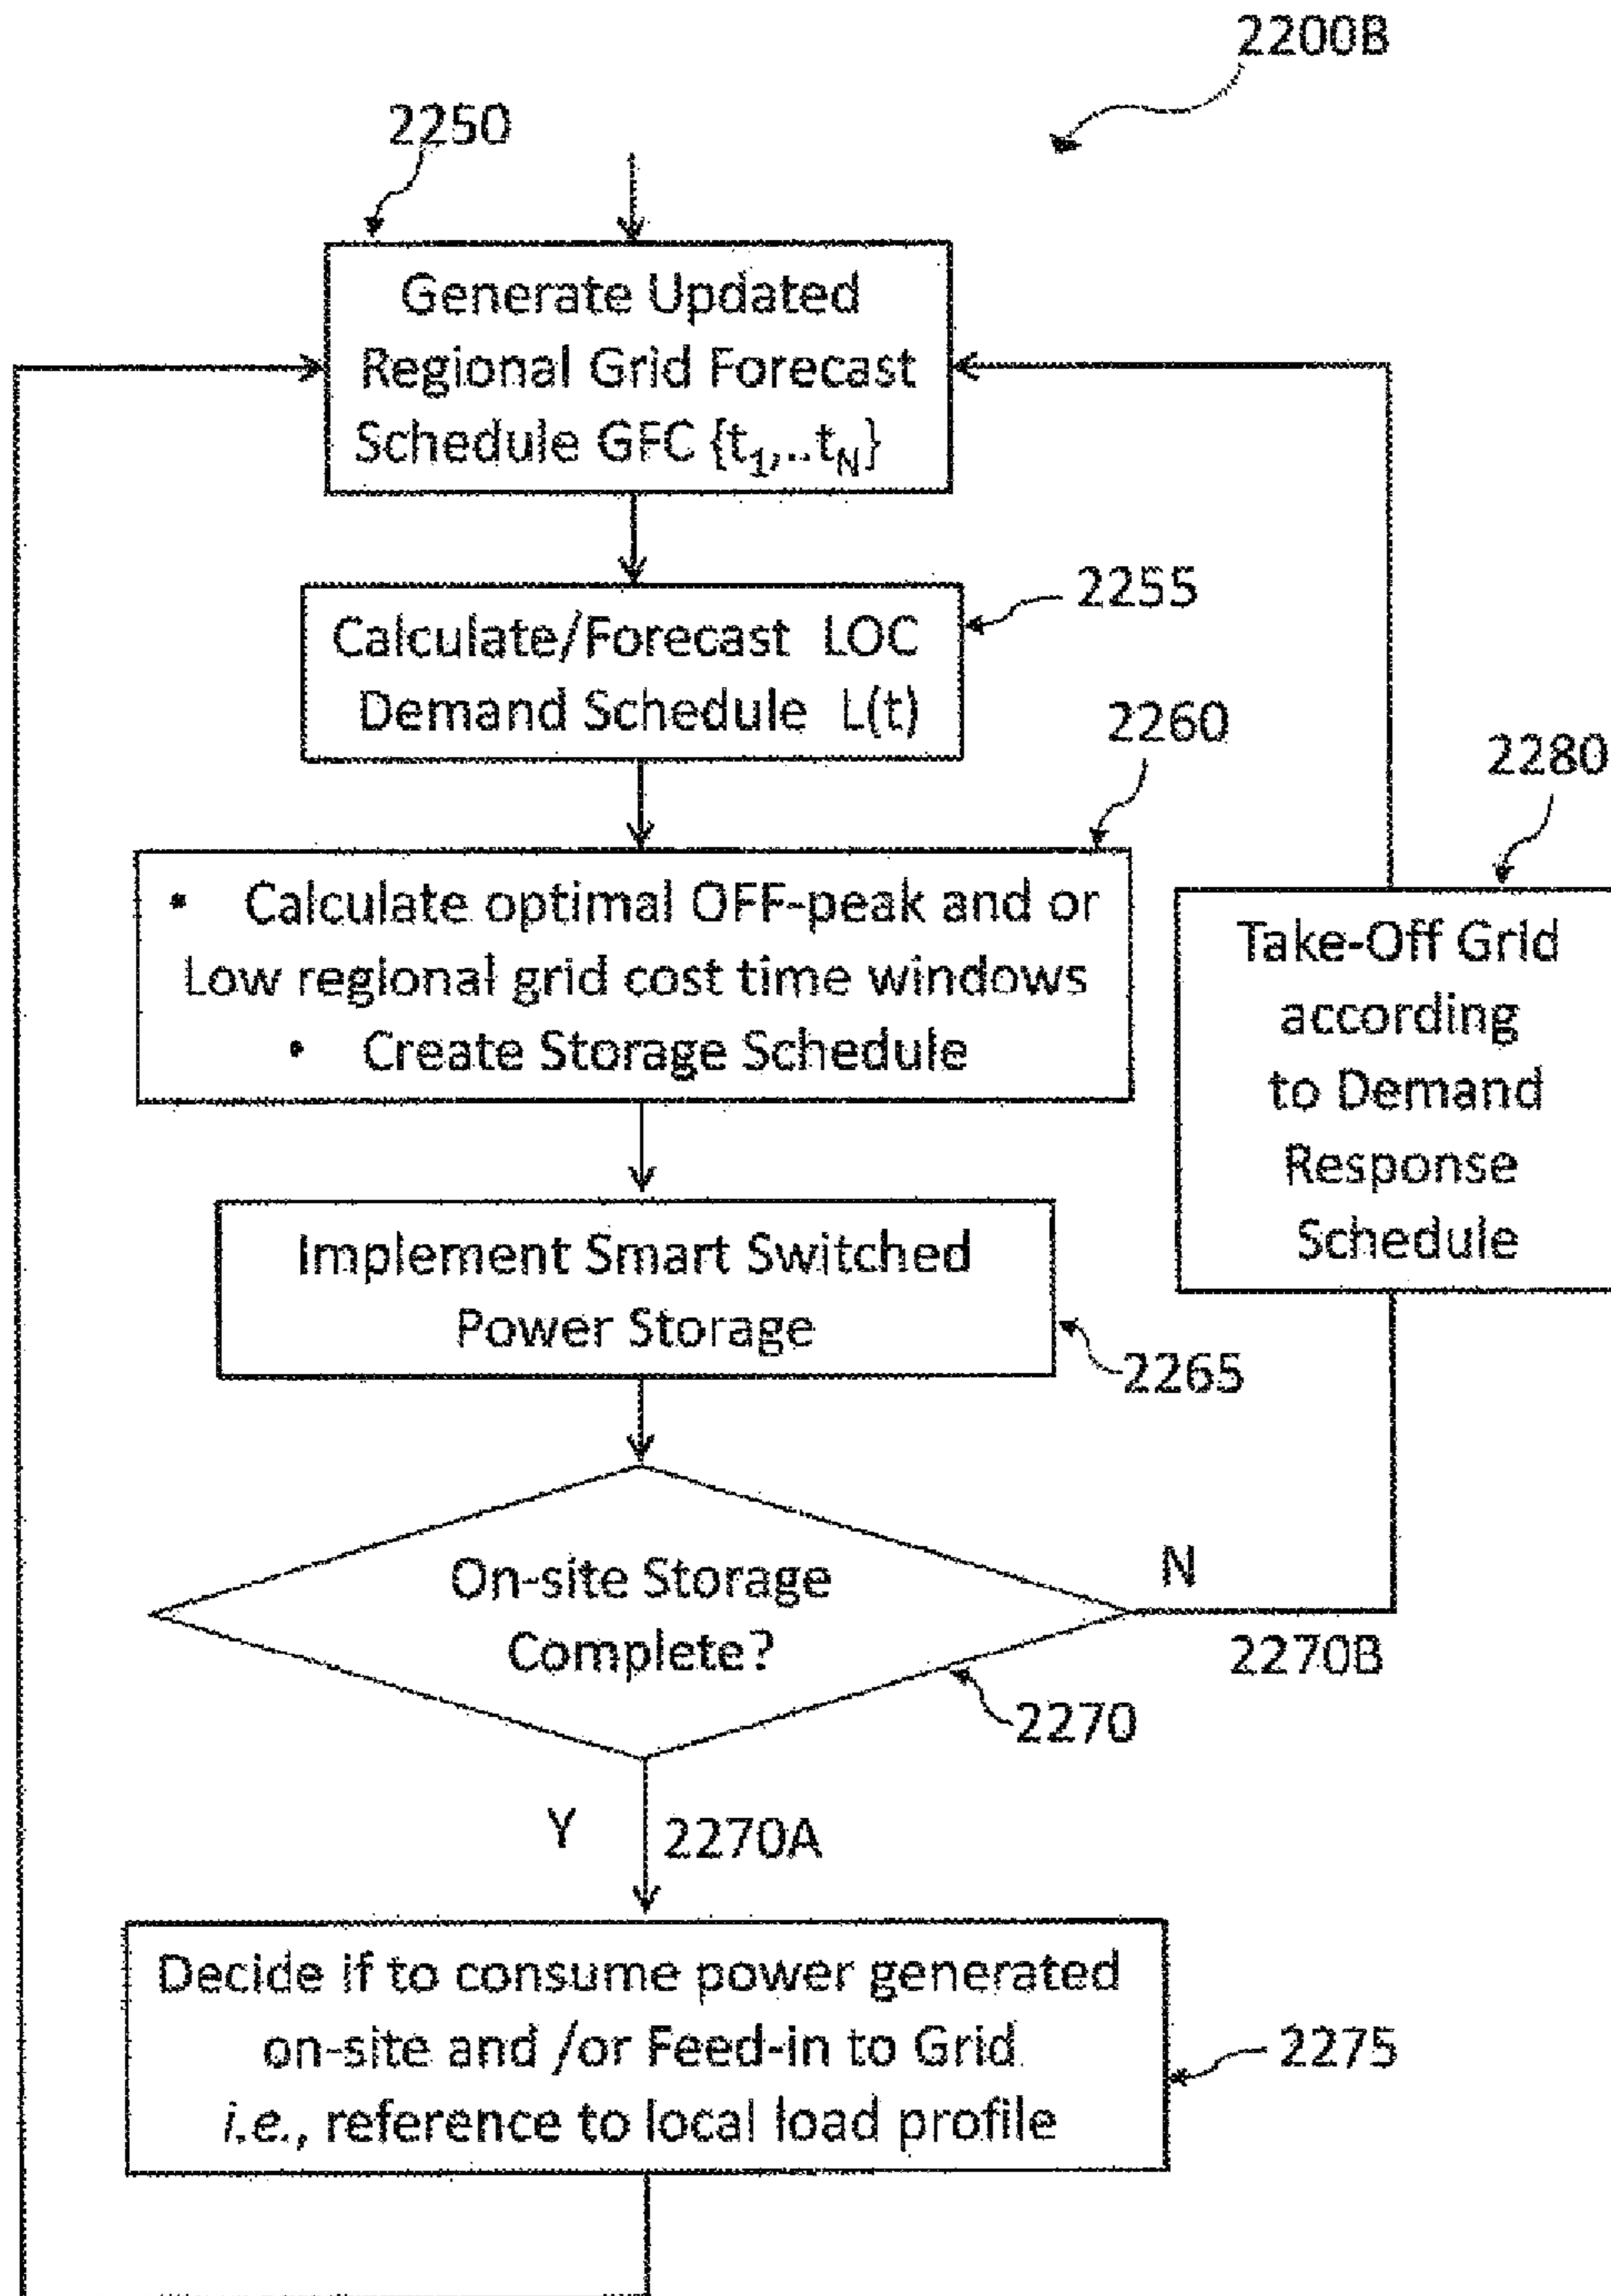 2200B
2250
Generate Updated
Regional Grid Forecast
Schedule GFC {t₁,..t_N}
2255
Calculate/Forecast LOC
Demand Schedule L(t)
2260
2280
• Calculate optimal OFF-peak and or
Low regional grid cost time windows
• Create Storage Schedule
Take-Off Grid
according
to Demand
Response
Schedule
Implement Smart Switched
Power Storage
2265
On-site Storage
Complete?
N
2270B
2270
Y
2270A
Decide if to consume power generated
on-site and /or Feed-in to Grid
i.e., reference to local load profile
2275